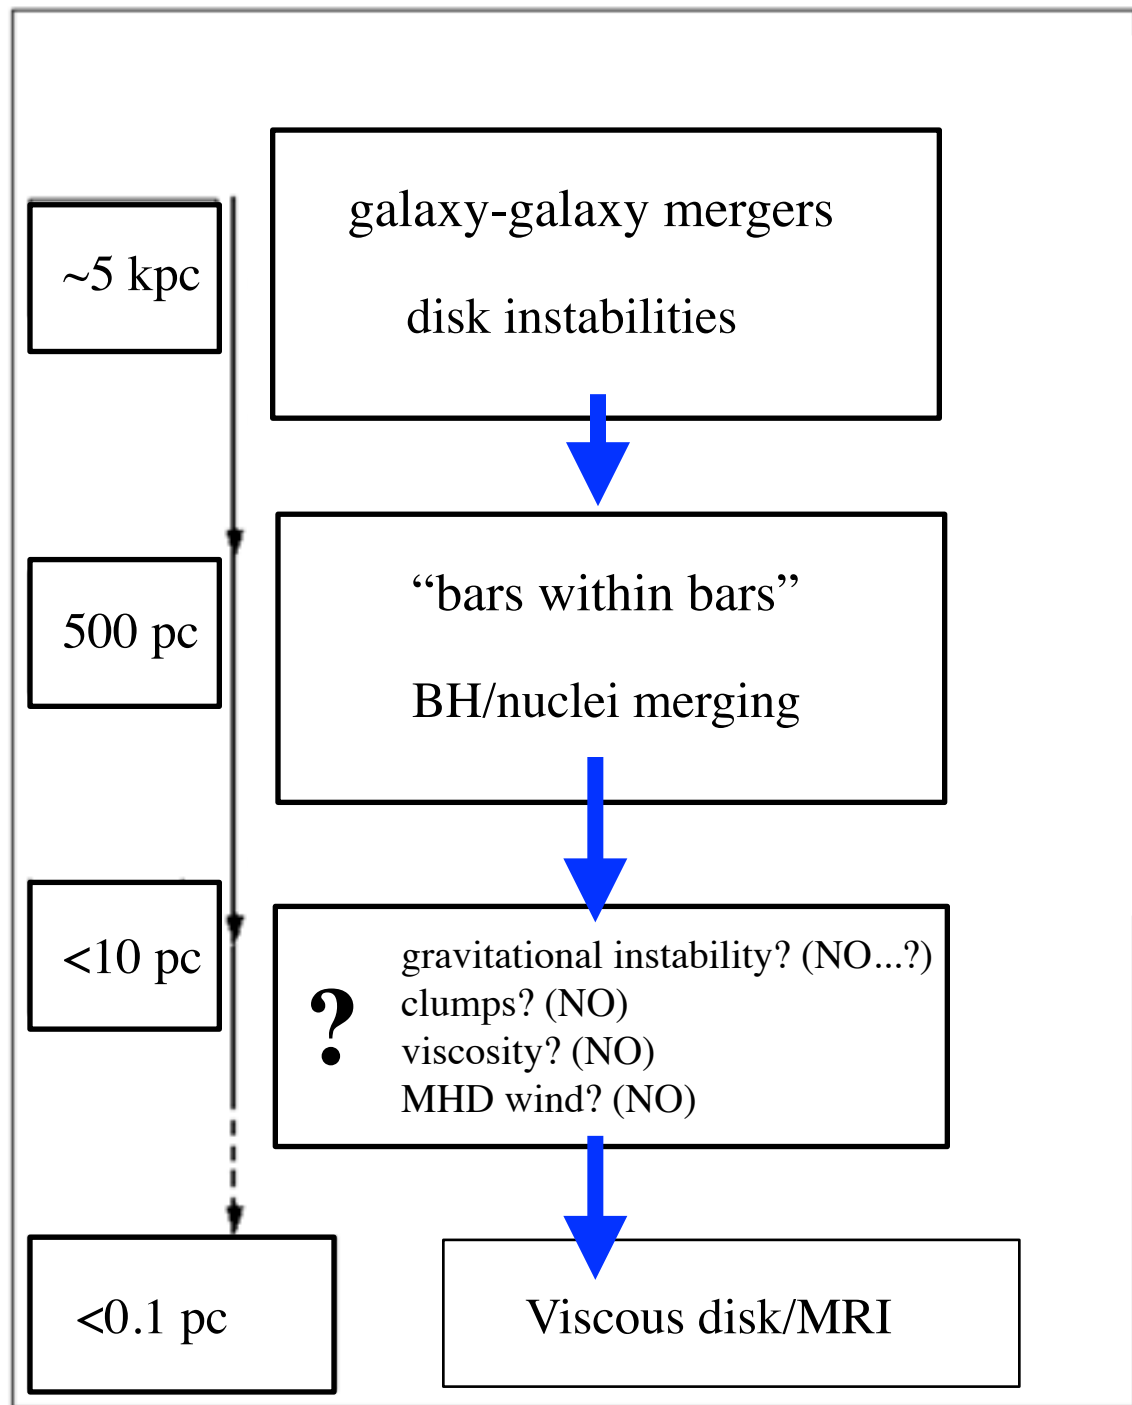 galaxy-galaxy mergers
~5 kpc
disk instabilities
“bars within bars”
500 pc
BH/nuclei merging
<10 pc
?
gravitational instability? (NO...?)
clumps? (NO)
viscosity? (NO)
MHD wind? (NO)
<0.1 pc
Viscous disk/MRI